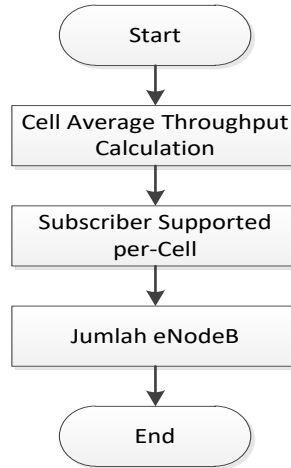 Start
Cell Average Throughput
Calculation
Subscriber Supported
per-Cell
Jumlah eNodeB
End